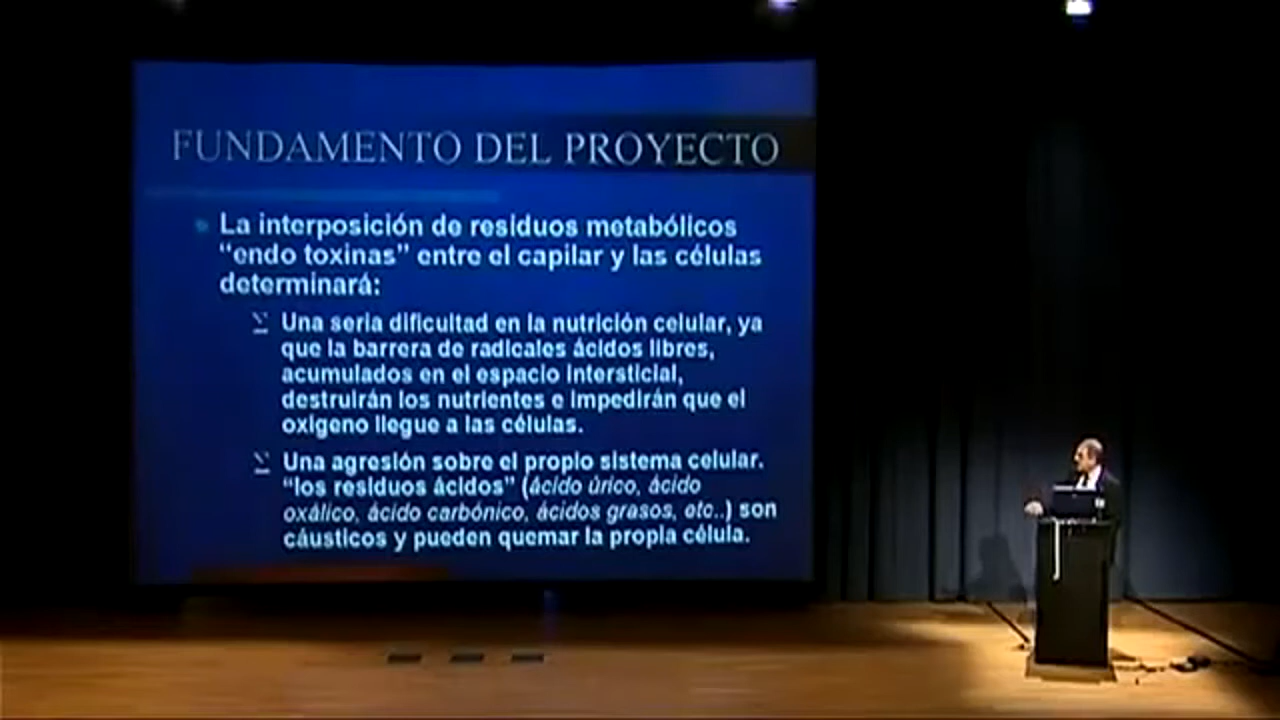 FUNDAMENTO DEL PROYECTO
La interposición de residuos metabólicos
“endo toxinas” entre el capilar y las células
determinará:
Una seria dificultad en la nutrición celular, ya
que la barrera de radicales ácidos libres,
acumulados en el espacio intersticial,
destruirán los nutrientes e impedirán que el
oxigeno llegue a las células.
Una agresión sobre el propio sistema celular.
“los residuos ácidos” (ácido úrico, ácido
oxálico, ácido carbónico, ácidos grasos, etc..) son
cáusticos y pueden quemar la propia célula.